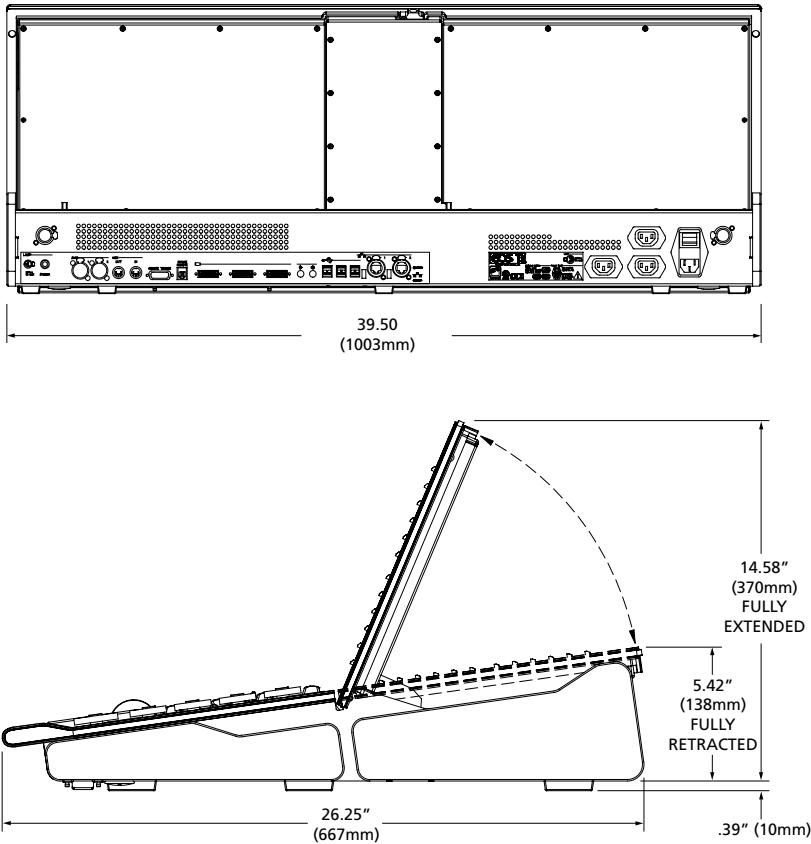 39.50
(1003mm)
14.58”
(370mm)
FULLY
EXTENDED
5.42”
(138mm)
FULLY
RETRACTED
26.25”
(667mm)
.39” (10mm)